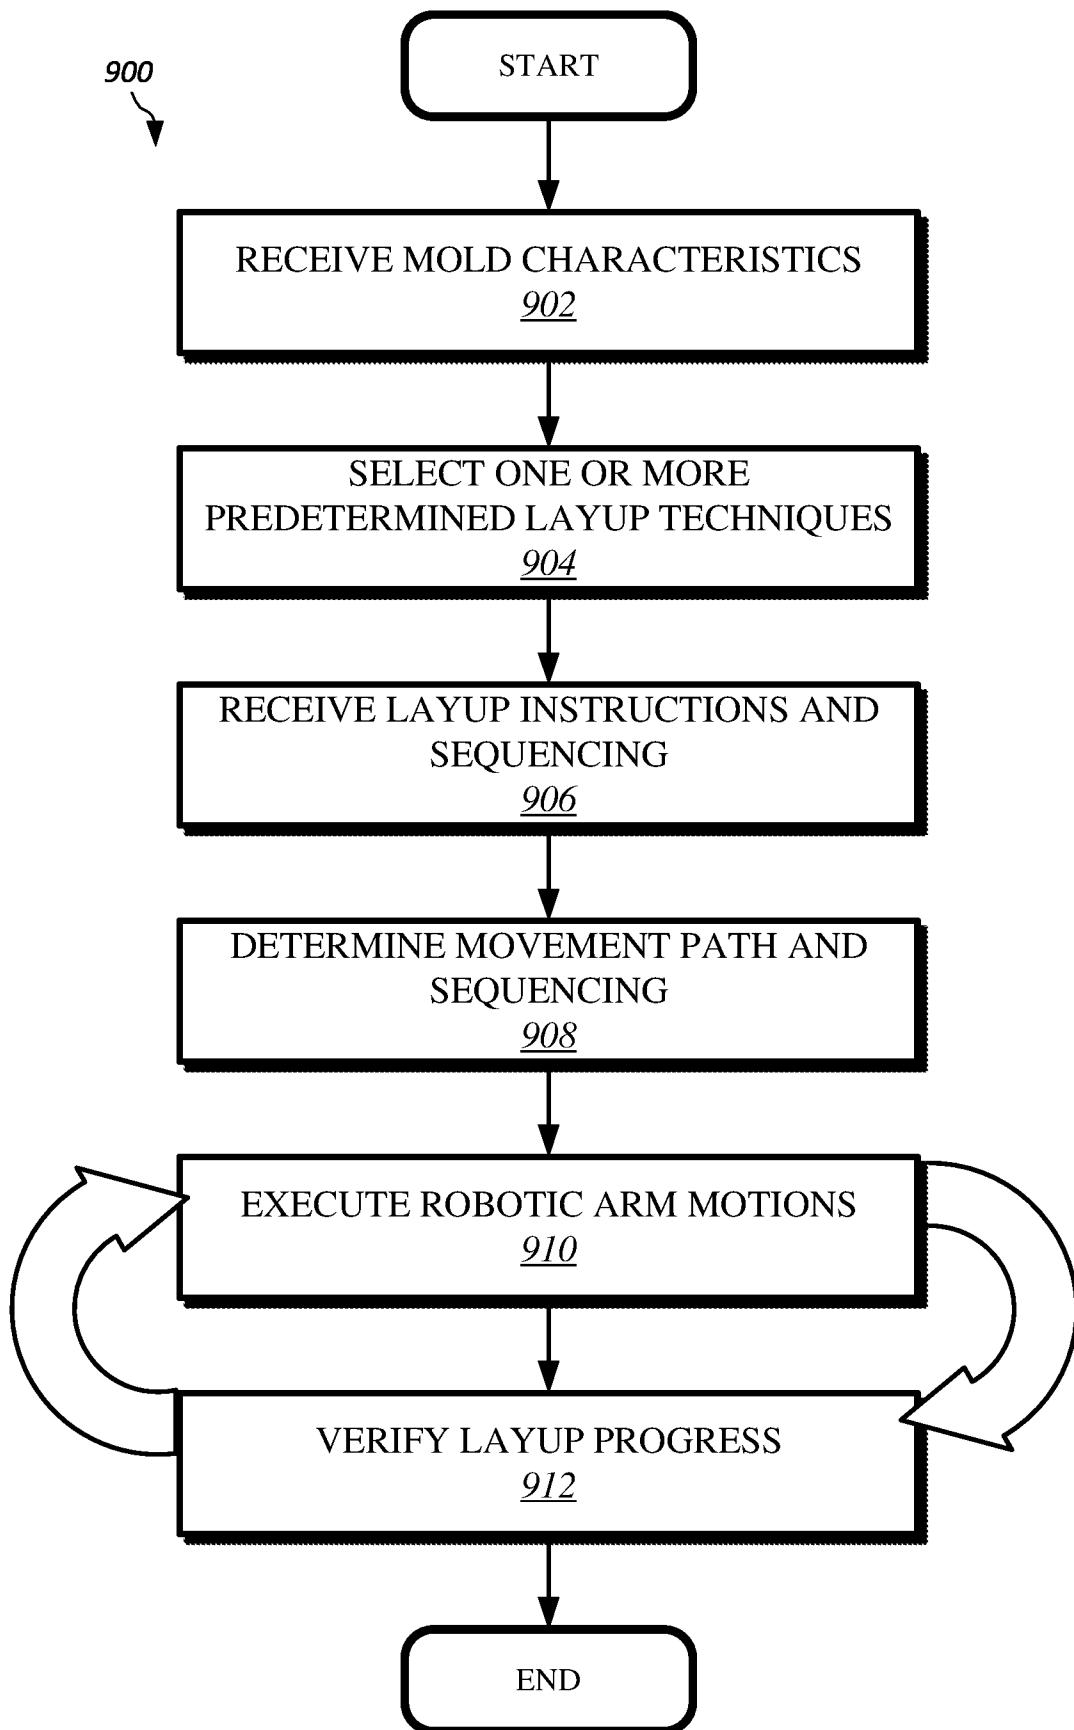 START
900
RECEIVE MOLD CHARACTERISTICS
902
SELECT ONE OR MORE
PREDETERMINED LAYUP TECHNIQUES
904
RECEIVE LAYUP INSTRUCTIONS AND
SEQUENCING
906
DETERMINE MOVEMENT PATH AND
SEQUENCING
908
EXECUTE ROBOTIC ARM MOTIONS
910
VERIFY LAYUP PROGRESS
912
END